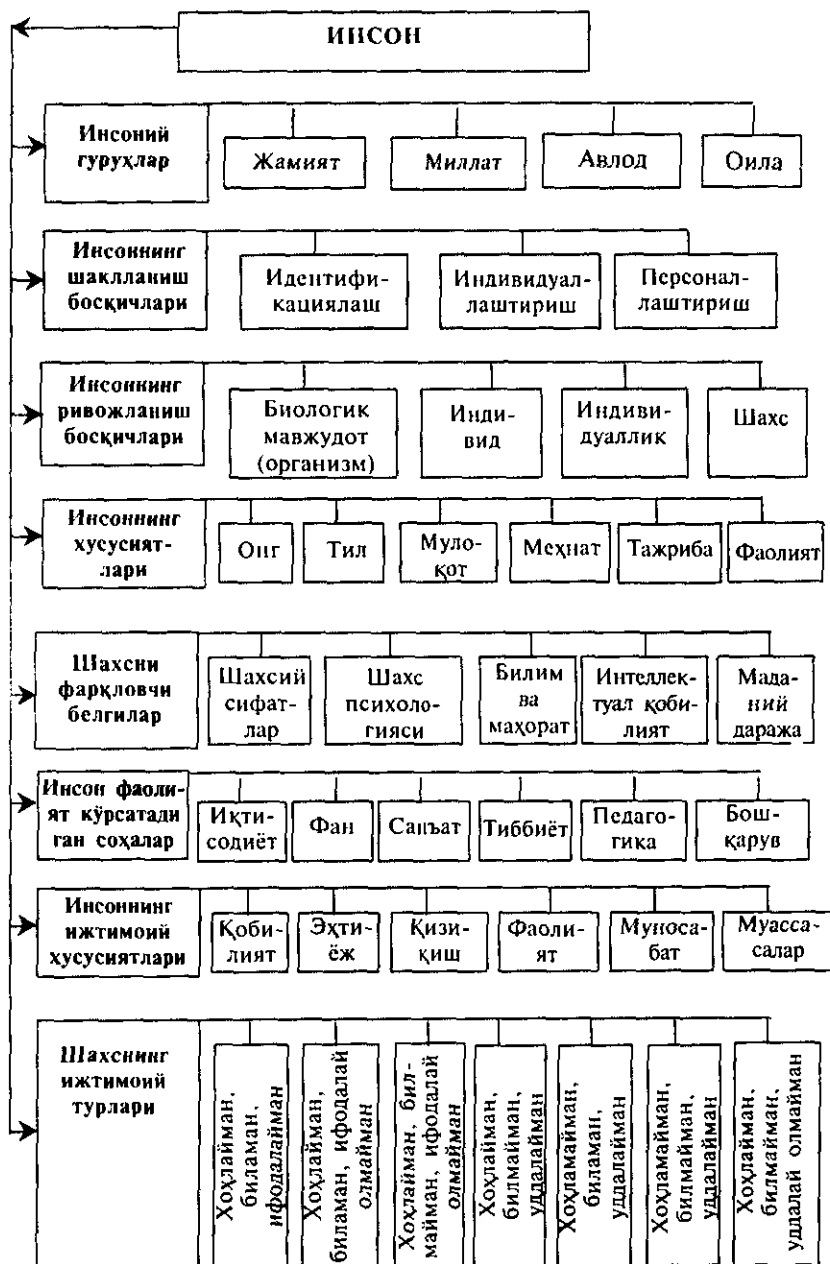 ИНСОН
Инсоний
гуруҳлар
Жамият
Миллат
Авлод
Оила
Инсоннинг
шаклланиш
босқичлари
Идентифи-
кациялаш
Индивидуал-
лаштириш
Персонал-
лаштириш
Инсоннинг
ривожланиш
босқичлари
Биологик
мавжудот
(организм)
Инди-
вид
Индиви-
дуаллик
Шахс
Инсоннинг
хусусият-
лари
Онг
Тил
Муло-
қот
Меҳнат
Тажриба
Фаолият
Шахсни
фарқловчи
белгилар
Шахсий
сифат-
лар
Шахс
психоло-
гияси
Билим
ва
маҳорат
Интеллек-
туал қоби-
лият
Мада-
ний
даража
Инсон фаоли-
ят кўрсатади
ган соҳалар
Иқти-
содиёт
Фан
Санъат
Тиббиёт
Педаго-
гика
Бош-
қарув
Инсоннинг
ижтимоий
хусусиятлари
Қоби-
лият
Эҳти-
ёж
Қизи-
қиш
Фаоли-
ят
Муноса-
бат
Муасса-
салар
Шахснинг
ижтимоий
турлари
Хоҳлайман,
биламан,
ифодалайман
Хоҳлайман,
биламан, ифодалай
олмайман
Хоҳлайман, бил-
майман, ифодалай
олмайман
Хоҳлайман,
билмайман,
уддалайман
Хоҳламайман,
биламан,
уддалайман
Хоҳламайман,
билмайман,
уддалайман
Хоҳлайман,
билмайман,
уддалай олмайман